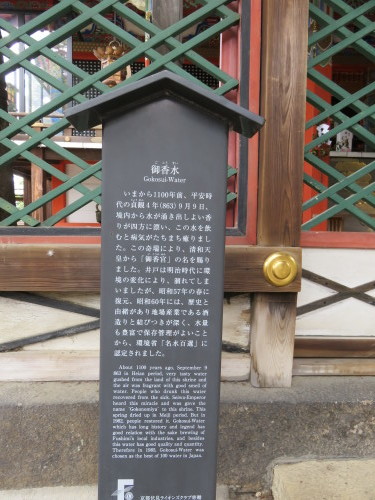 御香水
Gokosui-Water
いまから1100年前、平安時
代の貞観4年(863)9月9日、
境内から水が湧き出しよい香
りが四方に漂い、この水を飲
むと病気がたちまち癒りまし
た。この奇瑞により、清和天
皇から「御香宮」の名を賜り
ました。井戸は明治時代に環
境の変化により、涸れてしま
いましたが、昭和57年の春に
復元、昭和60年には、歴史と
由緒があり地場産業である酒
造りと結びつきが深く、水量
も豊富で保存管理がよいこと
から、環境省「名水百選」に
認定されました。
About 1100 years ago, September 9
863 in Heian period, very tasty water
gushed from the land of this shrine and
the air was fragrant with good smell of
water. People who drunk this water
recovered from the sick. Seiwa-Emperor
heard this miracle and was gave the
name 'Gokonomiya' to this shrine. This
spring dried up in Meiji period. But in
1982, people restored it. Gokosui-Water
which has long history and legend has
good relation with the sake brewing of
Fushimi's local industries, and besides
this water has good quality and quantity.
Therefore in 1985, Gokosui-Water was
chosen as the best of 100 water in Japan.
京都伏見ライオンズクラブ寄贈